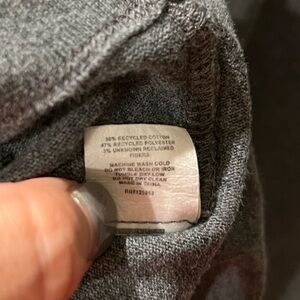 50% RECYCLED COTTON
47% RECYCLED POLYESTER
3% UNKNOWN RECLAIMED
FIBERS
MACHINE WASH COLD
DO NOT BLEACH OR IRON
TUMBLE DRY LOW
DO NOT DRY CLEAN
MADE IN CHINA